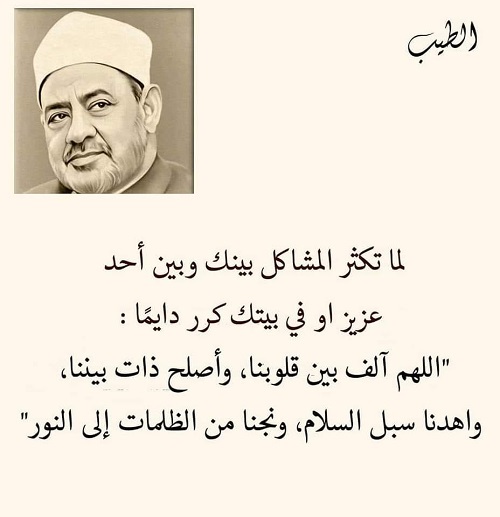 الطيب
لما تكثر المشاكل بينك وبين أحد
عزيز او في بيتك كرر دايمًا :
"اللهم آلف بين قلوبنا، وأصلح ذات بيننا،
واهدنا سبل السلام، ونجنا من الظلمات إلى النور"